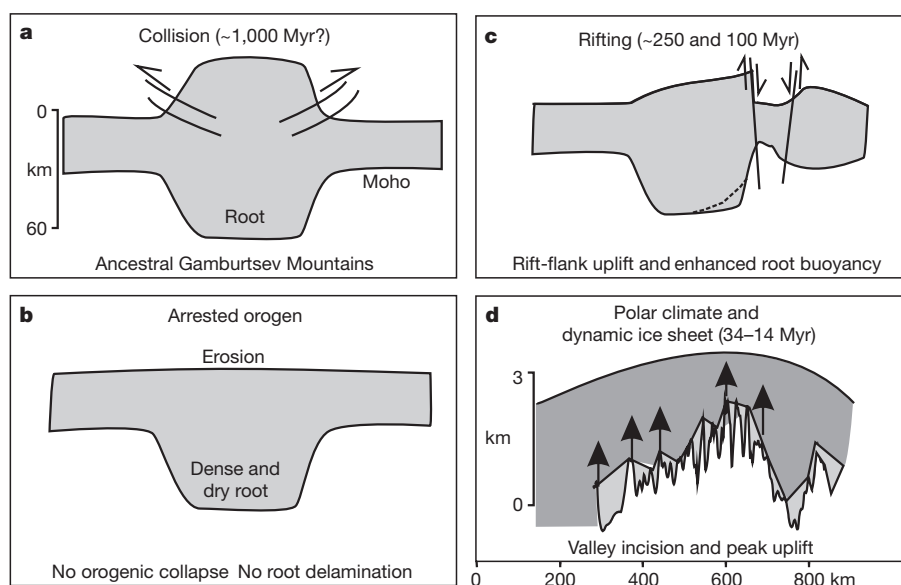 a
Collision (~1,000 Myr?)
0
km
60
Moho
Root
Ancestral Gamburtsev Mountains
b
Arrested orogen
Erosion
Dense and
dry root
No orogenic collapse No root delamination
c
Rifting (~250 and 100 Myr)
Rift-flank uplift and enhanced root buoyancy
d
Polar climate and
dynamic ice sheet (34–14 Myr)
3
km
0
Valley incision and peak uplift
0 200 400 600 800 km